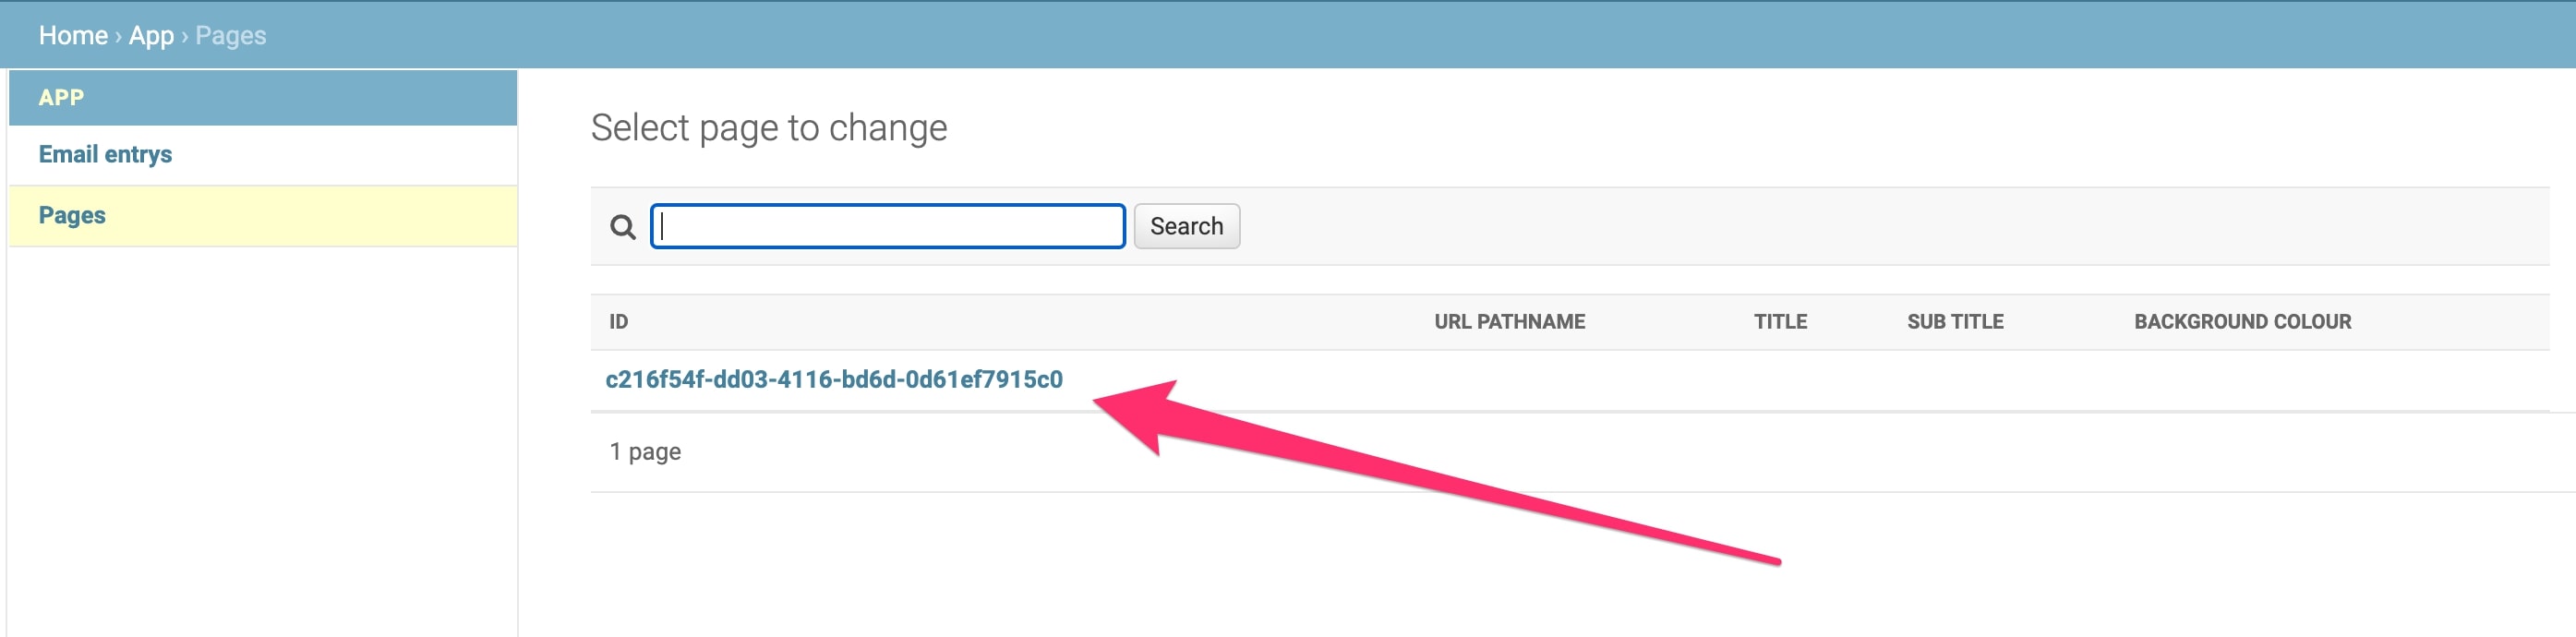 Home › App › Pages
APP
Email entrys
Pages
Select page to change
Search
ID URL PATHNAME TITLE SUB TITLE BACKGROUND COLOUR
c216f54f-dd03-4116-bd6d-0d61ef7915c0
1 page